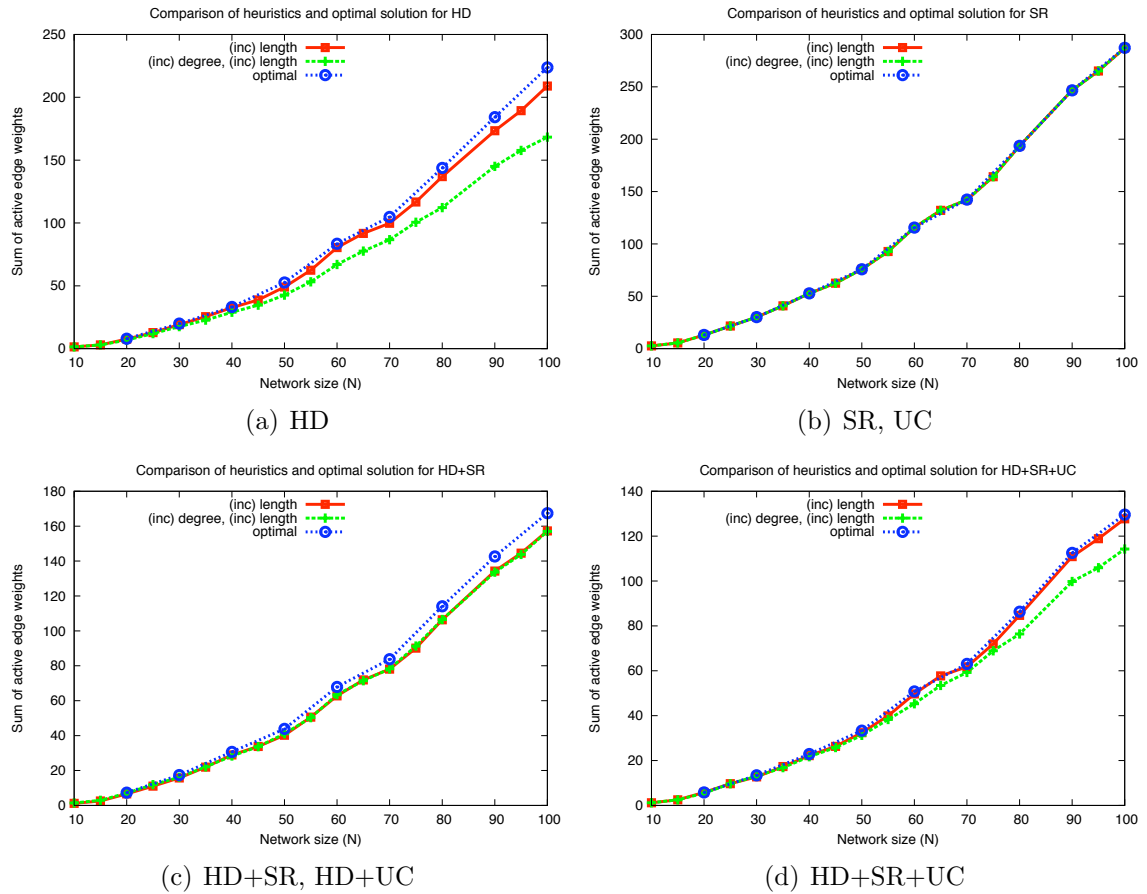 Comparison of heuristics and optimal solution for HD
250
200
150
100
50
0
10 20 30 40 50 60 70 80 90 100
Sum of active edge weights
Network size (N)
(inc) length
(inc) degree, (inc) length
optimal
(a) HD
Comparison of heuristics and optimal solution for SR
300
250
200
150
100
50
0
10 20 30 40 50 60 70 80 90 100
Sum of active edge weights
Network size (N)
(inc) length
(inc) degree, (inc) length
optimal
(b) SR, UC
Comparison of heuristics and optimal solution for HD+SR
180
160
140
120
100
80
60
40
20
0
10 20 30 40 50 60 70 80 90 100
Sum of active edge weights
Network size (N)
(inc) length
(inc) degree, (inc) length
optimal
(c) HD+SR, HD+UC
Comparison of heuristics and optimal solution for HD+SR+UC
140
120
100
80
60
40
20
0
10 20 30 40 50 60 70 80 90 100
Sum of active edge weights
Network size (N)
(inc) length
(inc) degree, (inc) length
optimal
(d) HD+SR+UC